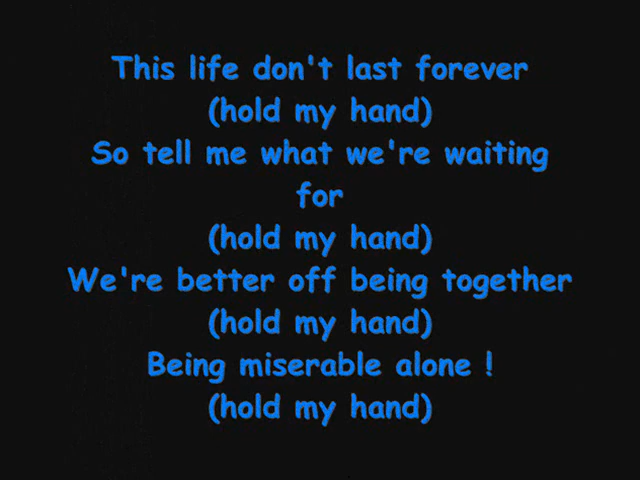 This life don't last forever
(hold my hand)
So tell me what we're waiting
for
(hold my hand)
We're better off being together
(hold my hand)
Being miserable alone !
(hold my hand)